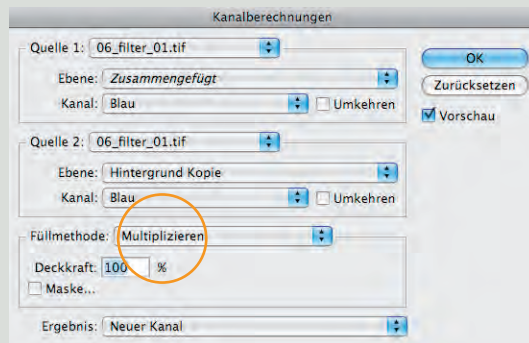 Kanalberechnungen
Quelle 1: 06_filter_01.tif
OK
Ebene: Zusammengefügt
Zurücksetzen
Kanal: Blau Umkehren
Vorschau
Quelle 2: 06_filter_01.tif
Ebene: Hintergrund Kopie
Kanal: Blau Umkehren
Füllmethode: Multiplizieren
Deckkraft: 100 %
Maske...
Ergebnis: Neuer Kanal